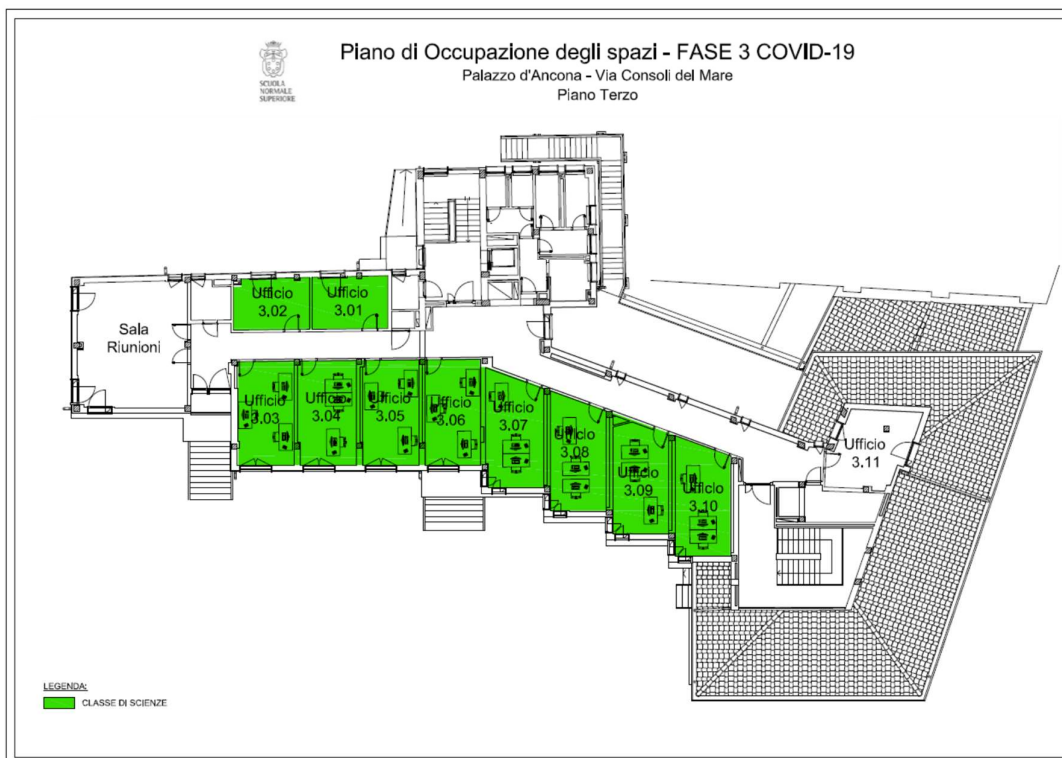 Piano di Occupazione degli spazi - FASE 3 COVID-19
Palazzo d'Ancona - Via Consoli del Mare
Piano Terzo
SCUOLA
NORMALE
SUPERIORE
Ufficio
3.02
Ufficio
3.01
Sala
Riunioni
Ufficio
3.03
Ufficio
3.04
Ufficio
3.05
Ufficio
3.06
Ufficio
3.07
Ufficio
3.08
Ufficio
3.09
Ufficio
3.10
Ufficio
3.11
LEGENDA:
CLASSE DI SCIENZE